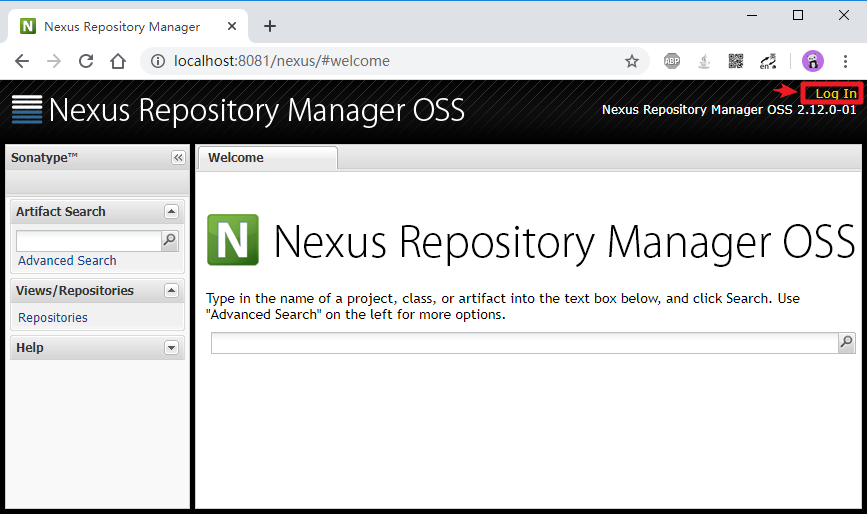 Nexus Repository Manager
localhost:8081/nexus/#welcome
ABP
en
Nexus Repository Manager OSS
Log In
Nexus Repository Manager OSS 2.12.0-01
Sonatype™
Welcome
Artifact Search
Advanced Search
Views/Repositories
Repositories
Help
N Nexus Repository Manager OSS
Type in the name of a project, class, or artifact into the text box below, and click Search. Use
"Advanced Search" on the left for more options.